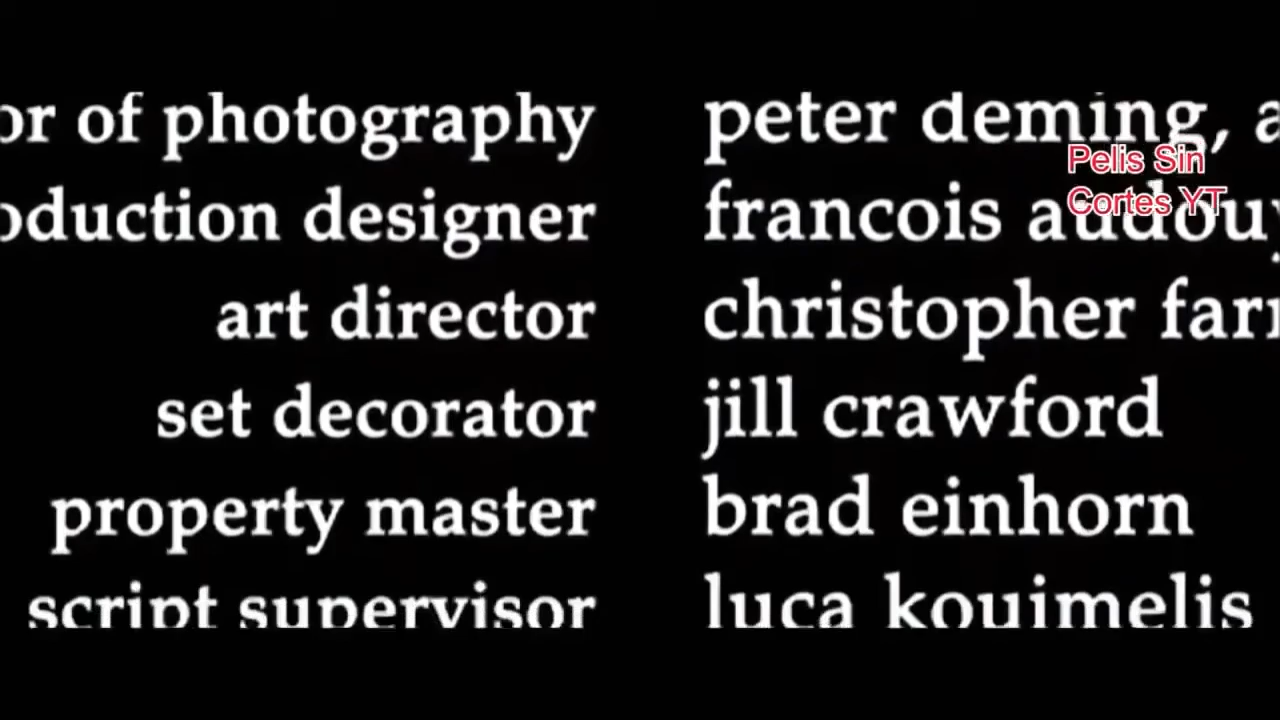 or of photography peter deming, a
oduction designer francois audouy
art director christopher farr
set decorator jill crawford
property master brad einhorn
script supervisor luca kouimelis
Pelis Sin
Cortes YT